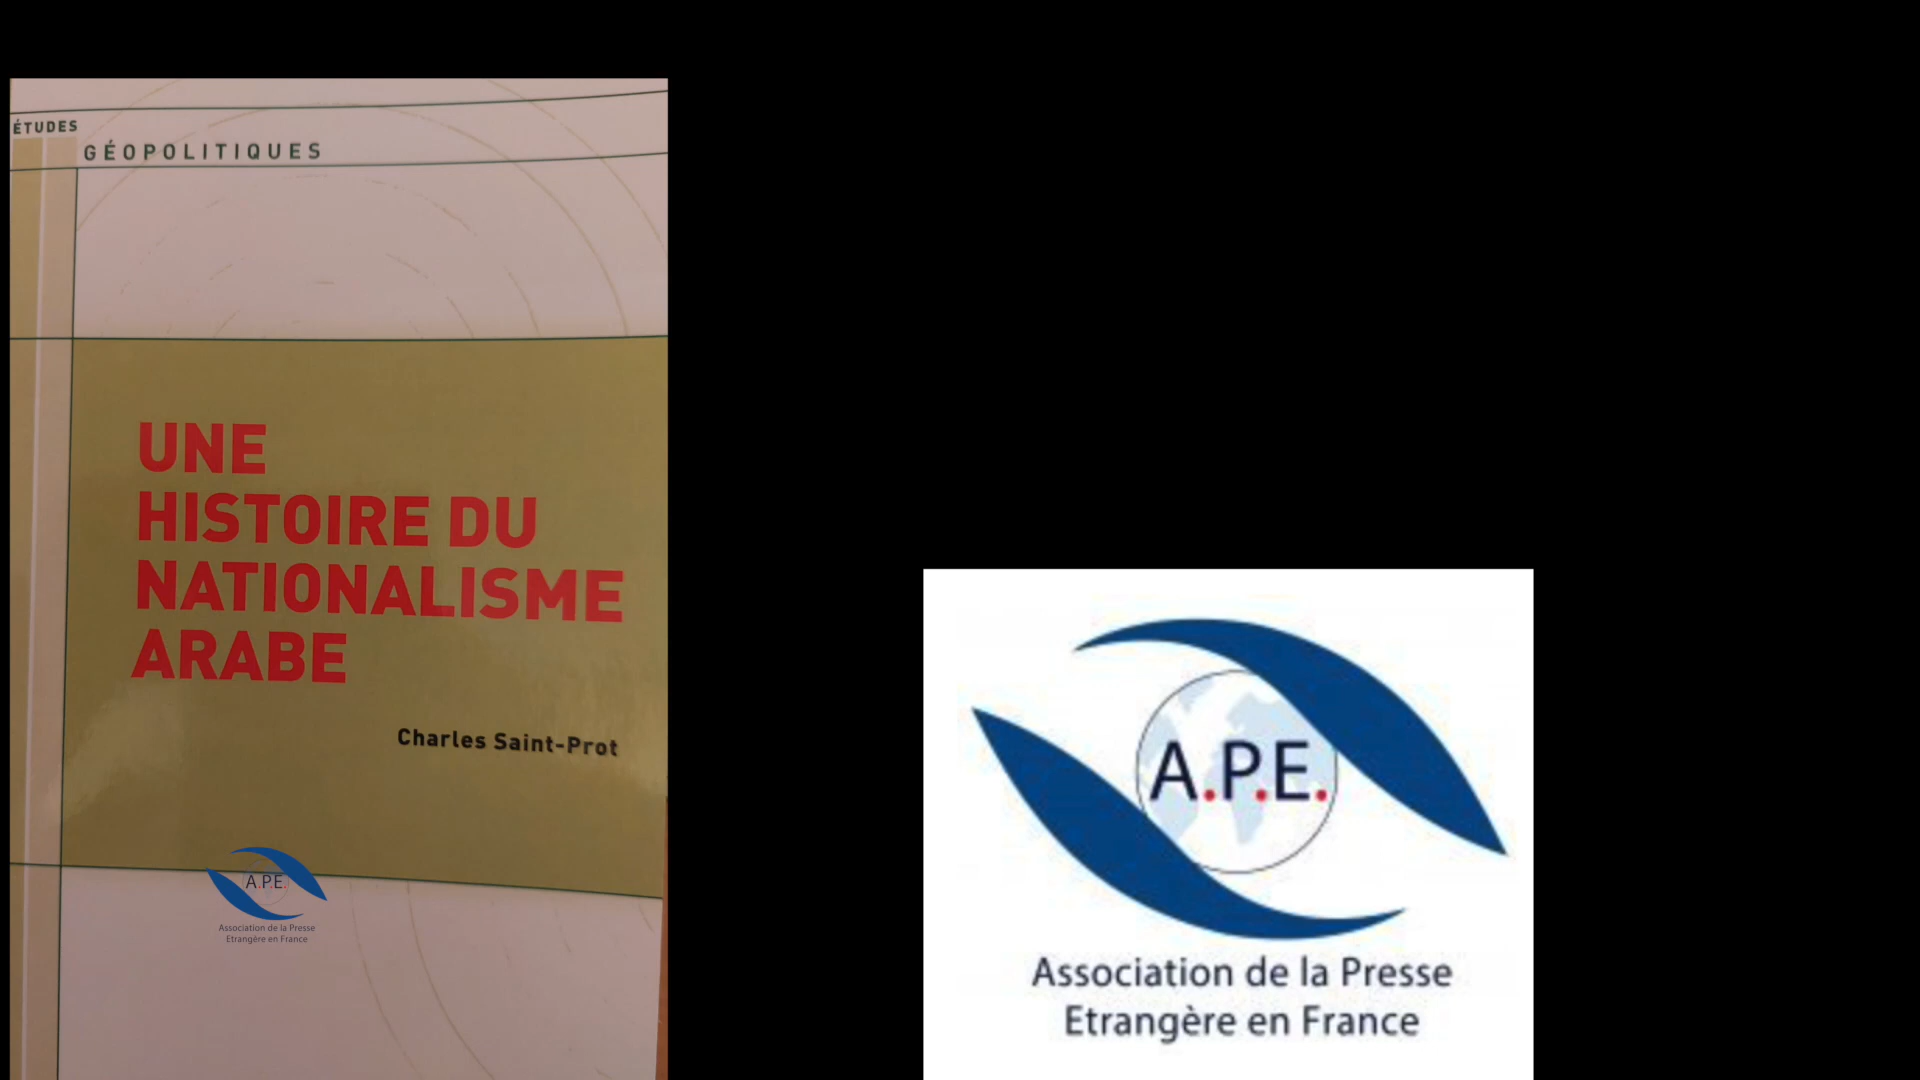 ÉTUDES
GÉOPOLITIQUES
UNE
HISTOIRE DU
NATIONALISME
ARABE
Charles Saint-Prot
A.P.E.
Association de la Presse
Etrangère en France
A.P.E.
Association de la Presse
Etrangère en France